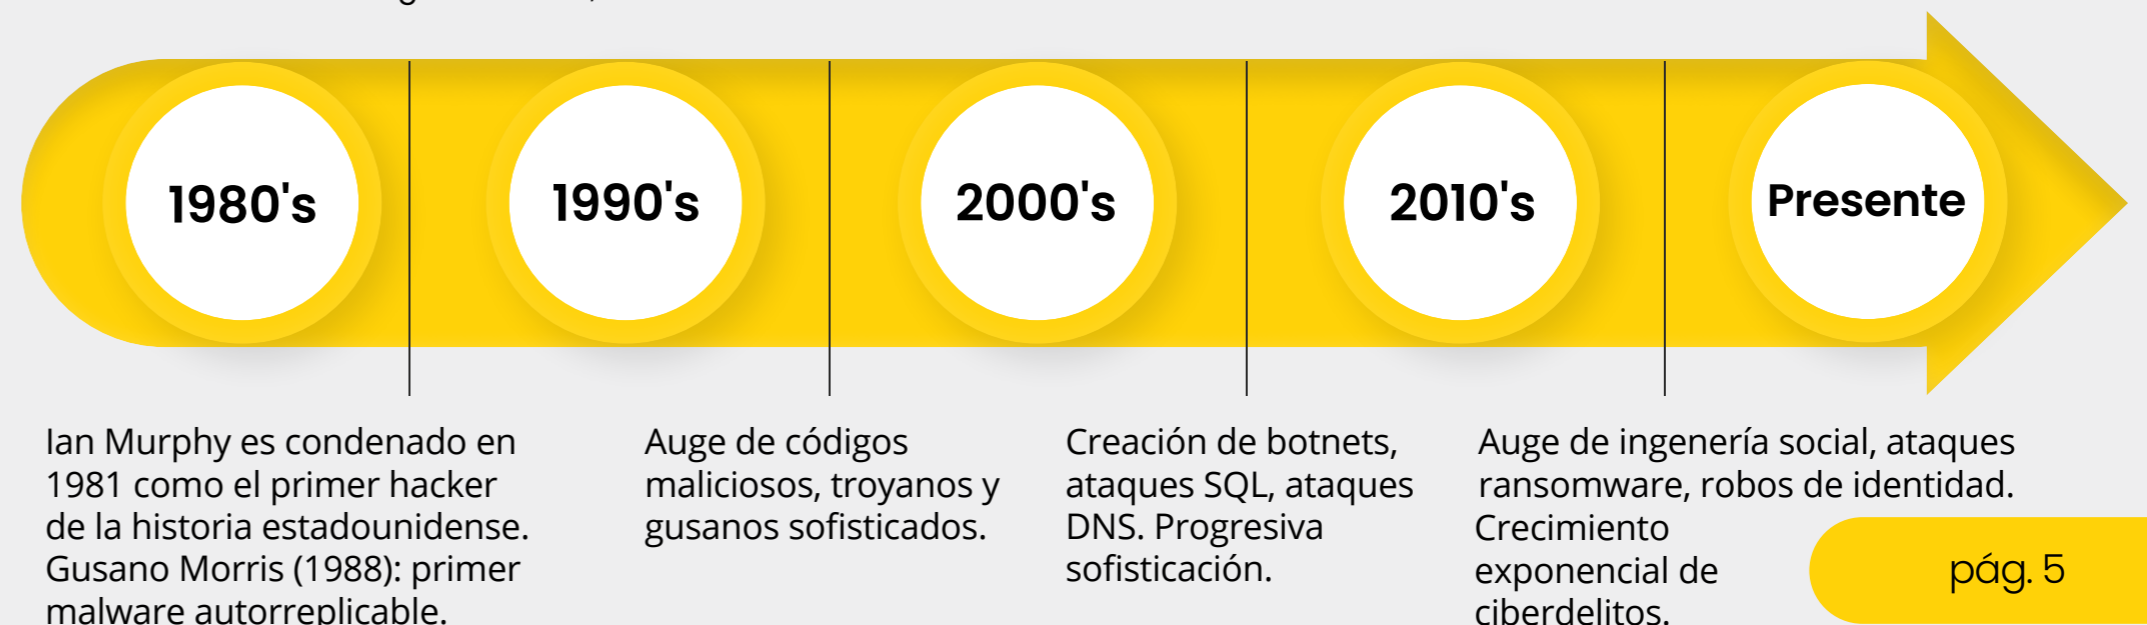 1980's
1990's
2000's
2010's
Presente
Ian Murphy es condenado en
1981 como el primer hacker
de la historia estadounidense.
Gusano Morris (1988): primer
malware autorreplicable.
Auge de códigos
maliciosos, troyanos y
gusanos sofisticados.
Creación de botnets,
ataques SQL, ataques
DNS. Progresiva
sofisticación.
Auge de ingenería social, ataques
ransomware, robos de identidad.
Crecimiento
exponencial de
ciberdelitos.
pág. 5